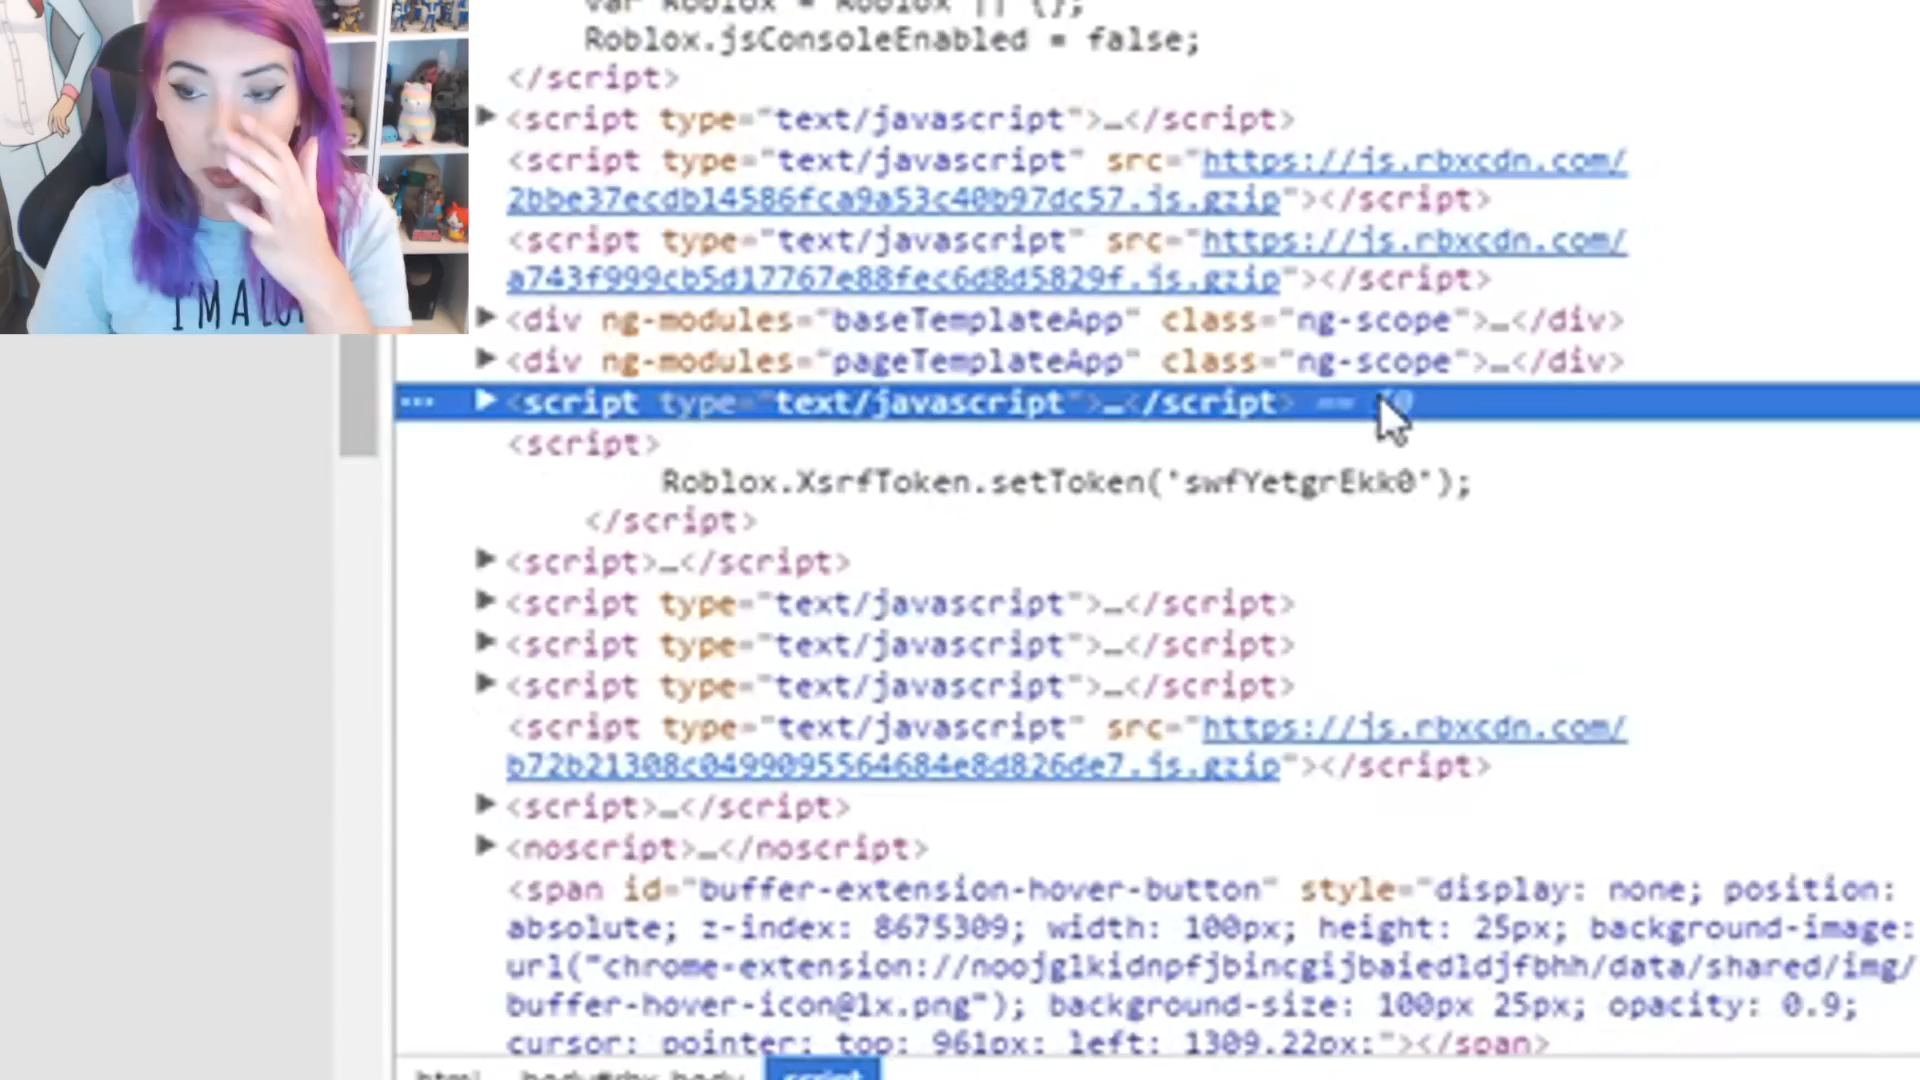 var Roblox = Roblox || {};
Roblox.jsConsoleEnabled = false;
</script>
<script type="text/javascript">…</script>
<script type="text/javascript" src="https://js.rbxcdn.com/
2bbe37ecdb14586fca9a53c40b97dc57.js.gzip"></script>
<script type="text/javascript" src="https://js.rbxcdn.com/
a743f999cb5d17767e88fec6d8d5829f.js.gzip"></script>
<div ng-modules="baseTemplateApp" class="ng-scope">…</div>
<div ng-modules="pageTemplateApp" class="ng-scope">…</div>
<script type="text/javascript">…</script> ==
<script>
Roblox.XsrfToken.setToken('swfYetgrEkk0');
</script>
<script>…</script>
<script type="text/javascript">…</script>
<script type="text/javascript">…</script>
<script type="text/javascript">…</script>
<script type="text/javascript" src="https://js.rbxcdn.com/
b72b21308c0499095564684e8d826de7.js.gzip"></script>
<script>…</script>
<noscript>…</noscript>
<span id="buffer-extension-hover-button" style="display: none; position:
absolute; z-index: 8675309; width: 100px; height: 25px; background-image:
url("chrome-extension://noojglkidnpfjbincgijbaiedldjfbhh/data/shared/img/
buffer-hover-icon@1x.png"); background-size: 100px 25px; opacity: 0.9;
cursor: pointer; top: 961px; left: 1309.22px;"></span>
html body#rbx-body script
I'M A